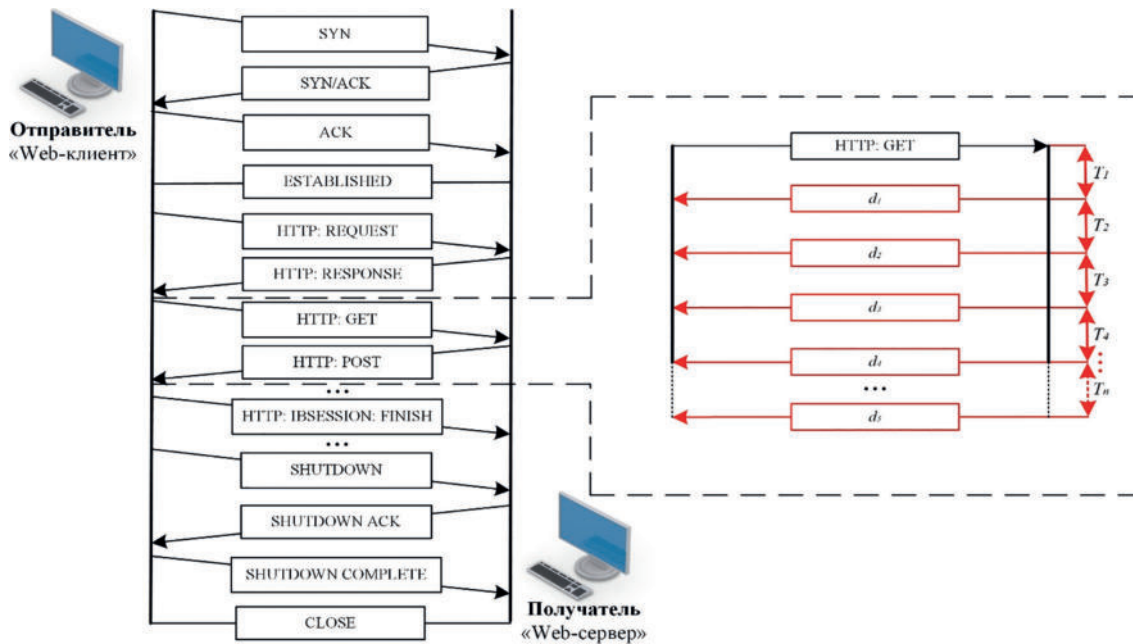 SYN
SYN/ACK
Отправитель
«Web-клиент»
ACK
ESTABLISHED
HTTP: REQUEST
HTTP: RESPONSE
HTTP: GET
HTTP: POST
...
HTTP: IBSESSION: FINISH
...
SHUTDOWN
SHUTDOWN ACK
SHUTDOWN COMPLETE
CLOSE
Получатель
«Web-сервер»
HTTP: GET
T1
d1
T2
d2
T3
d3
T4
d4
...
Tn
d5